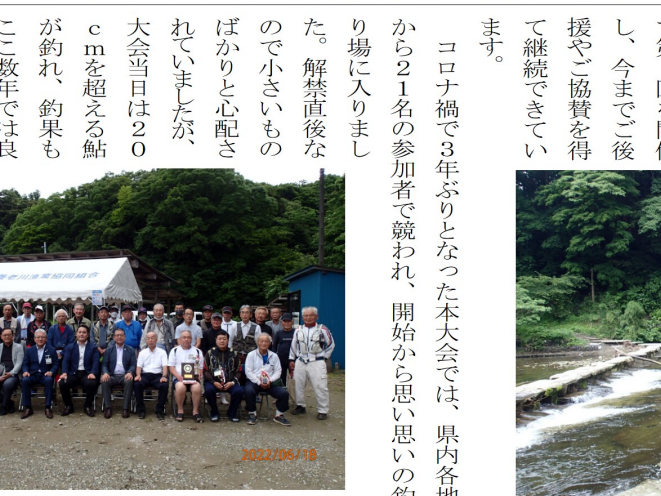 し、今までご後
援やご協賛を得
て継続できてい
ます。
コロナ禍で３年ぶりとなった本大会では、県内各地
から２１名の参加者で競われ、開始から思い思いの釣
り場に入りまし
た。解禁直後な
ので小さいもの
ばかりと心配さ
れていましたが、
大会当日は２０
ｃｍを超える鮎
が釣れ、釣果も
ここ数年では良
養老川漁業協同組合